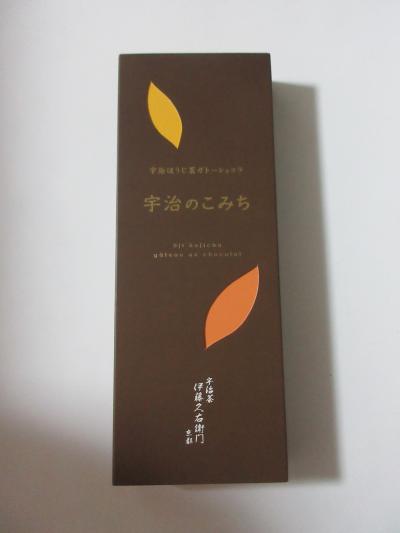 宇治ほうじ茶ガトーショコラ
宇治のこみち
Uji hojicha
gâteau au chocolat
宇治茶
伊藤久右衛門
京都